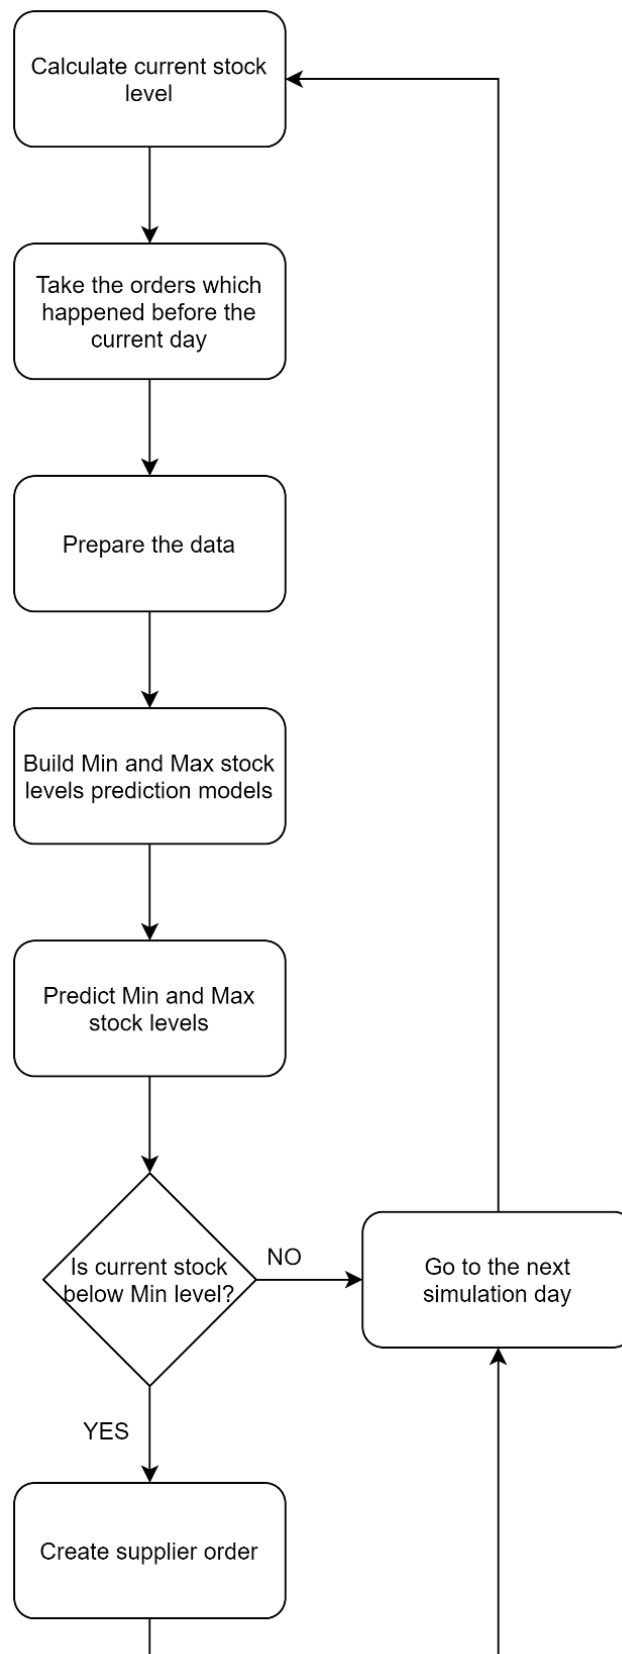 Calculate current stock
level
Take the orders which
happened before the
current day
Prepare the data
Build Min and Max stock
levels prediction models
Predict Min and Max
stock levels
Is current stock
below Min level?
NO
Go to the next
simulation day
YES
Create supplier order